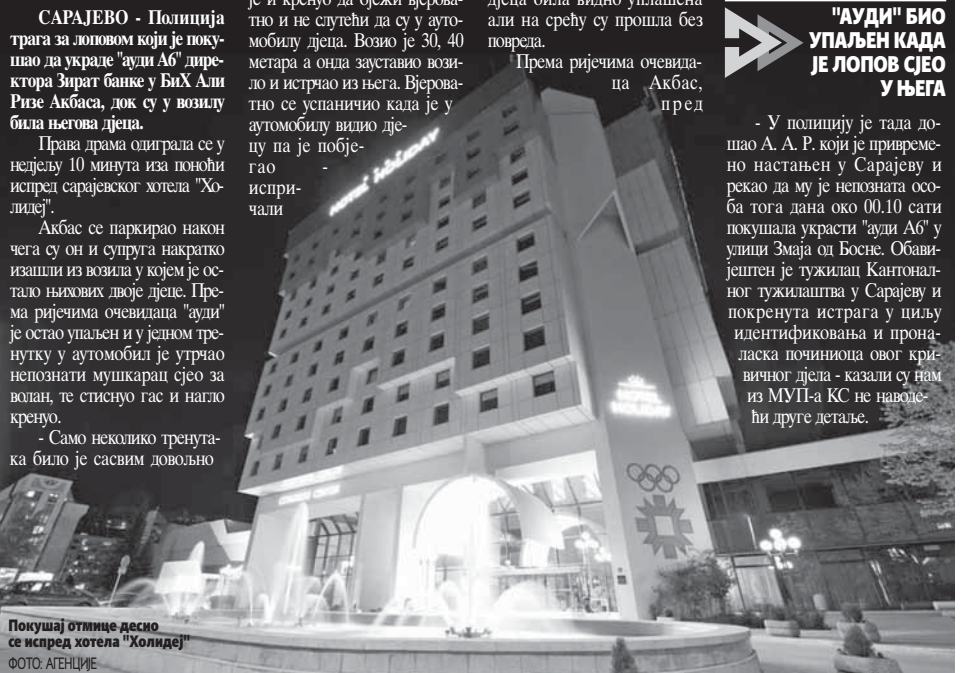 САРАЈЕВО - Полиција
трага за лоповом који је поку-
шао да украде "ауди А6" дире-
ктора Зират банке у БиХ Али
Ризе Акбаса, док су у возилу
била његова дјеца.
Права драма одиграла се у
недјељу 10 минута иза поноћи
испред сарајевског хотела "Хо-
лидеј".
Акбас се паркирао након
чега су он и супруга накратко
изашли из возила у којем је ос-
тало њихових двоје дјеце. Пре-
ма ријечима очевидаца "ауди"
је остао упаљен и у једном тре-
нутку у аутомобил је утрчао
непознати мушкарац сјео за
волан, те стиснуо гас и нагло
кренуо.
- Само неколико тренута-
ка било је сасвим довољно
је и кренуо да бјежи вјерова-
тно и не слутећи да су у ауто-
мобилу дјеца. Возио је 30, 40
метара а онда зауставио вози-
ло и истрчао из њега. Вјерова-
тно се успаничио када је у
аутомобилу видио дје-
цу па је побје-
гао -
испри-
чали
дјеца била видно уплашена
али на срећу су прошла без
повреда.
Према ријечима очевида-
ца Акбас,
пред
"АУДИ" БИО
УПАЉЕН КАДА
ЈЕ ЛОПОВ СЈЕО
У ЊЕГА
- У полицију је тада до-
шао А. А. Р. који је привреме-
но настањен у Сарајеву и
рекао да му је непозната осо-
ба тога дана око 00.10 сати
покушала украсти "ауди А6" у
улици Змаја од Босне. Обави-
јештен је тужилац Кантонал-
ног тужилаштва у Сарајеву и
покренута истрага у циљу
идентификовања и прона-
ласка починиоца овог кри-
вичног дјела - казали су нам
из МУП-а КС не наводе-
ћи друге детаље.
HOTEL HOLIDAY
HOTEL
HOLIDAY
Покушај отмице десио
се испред хотела "Холидеј"
ФОТО: АГЕНЦИЈЕ